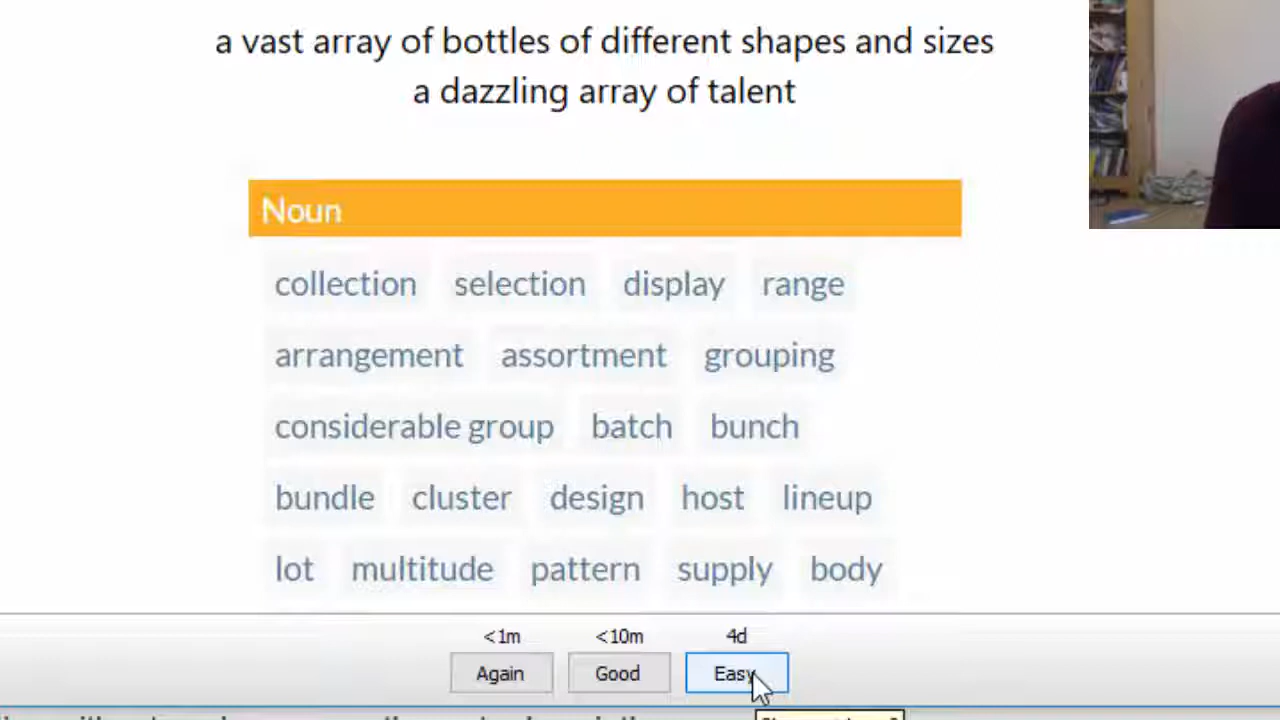 a vast array of bottles of different shapes and sizes
a dazzling array of talent
Noun
collection selection display range
arrangement assortment grouping
considerable group batch bunch
bundle cluster design host lineup
lot multitude pattern supply body
<1m <10m 4d
Again Good Easy